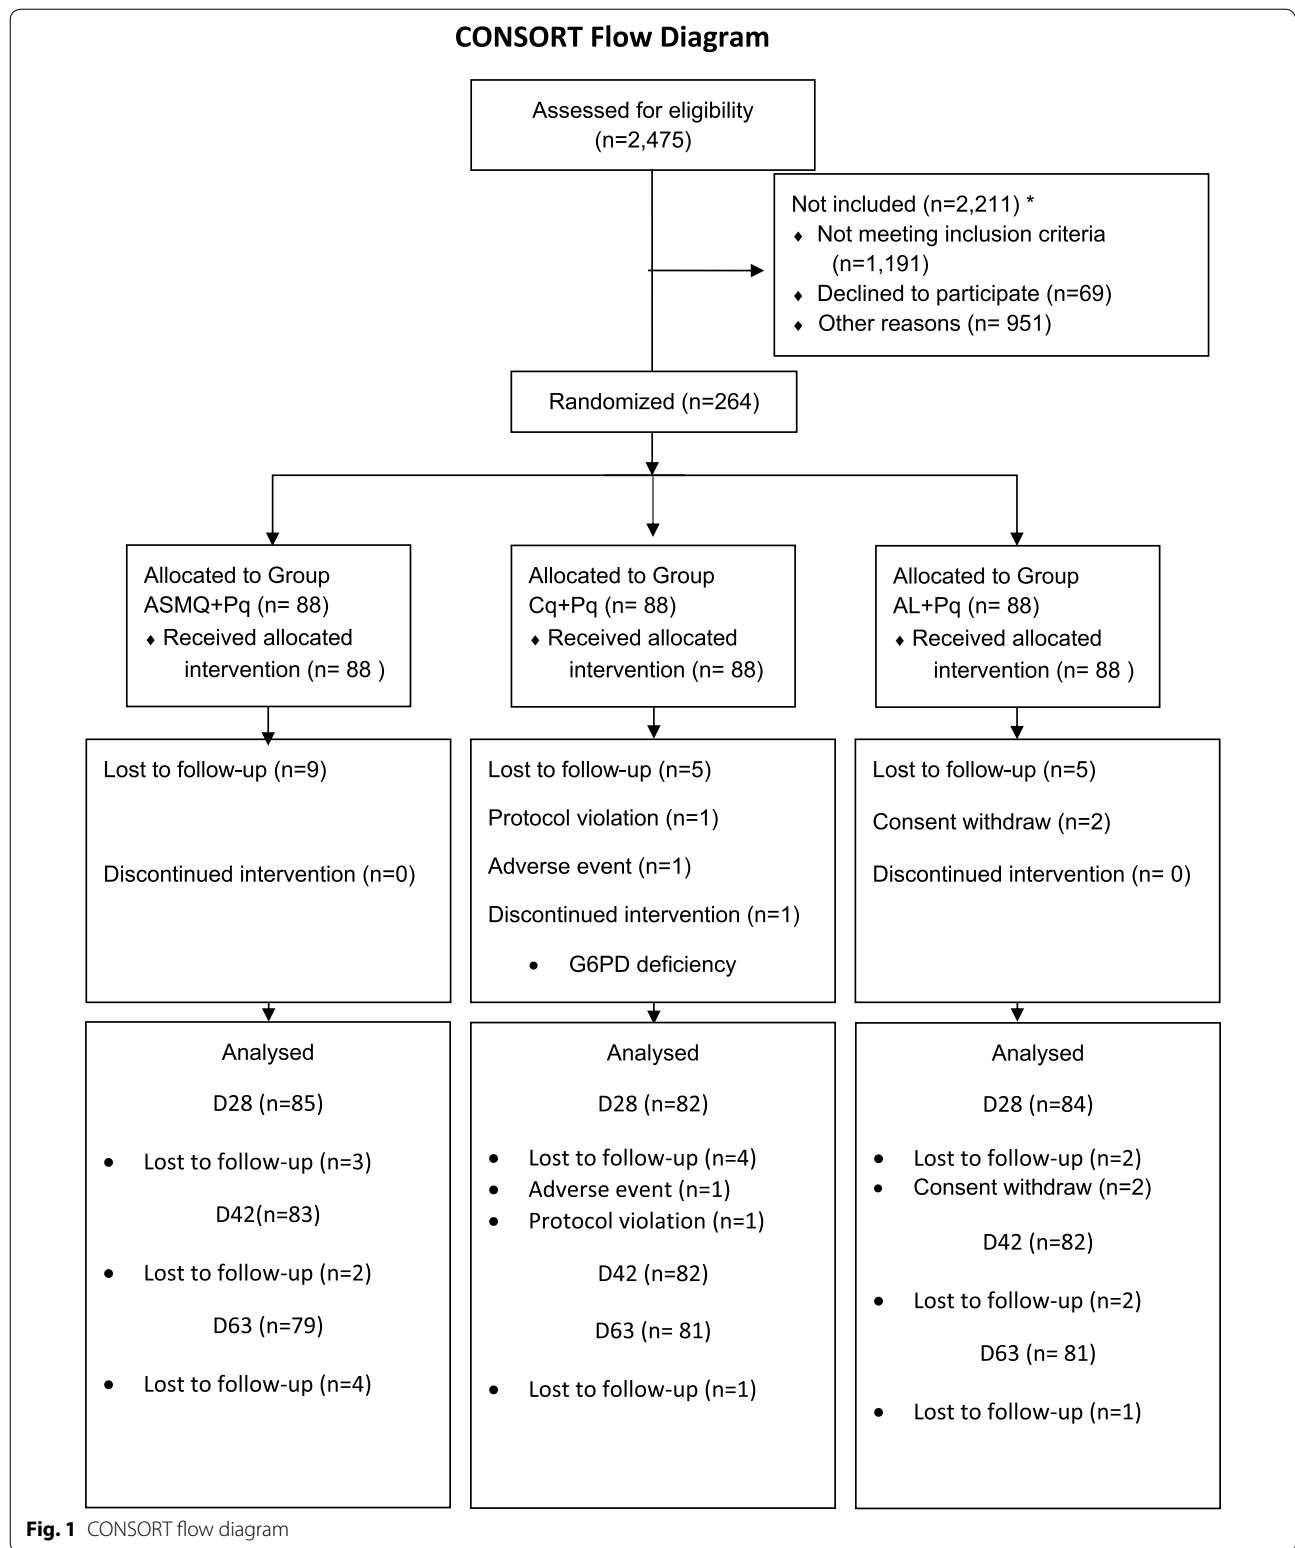 CONSORT Flow Diagram
Assessed for eligibility
(n=2,475)
Not included (n=2,211) *
♦ Not meeting inclusion criteria
(n=1,191)
♦ Declined to participate (n=69)
♦ Other reasons (n= 951)
Randomized (n=264)
Allocated to Group
ASMQ+Pq (n= 88)
♦ Received allocated
intervention (n= 88 )
Allocated to Group
Cq+Pq (n= 88)
♦ Received allocated
intervention (n= 88)
Allocated to Group
AL+Pq (n= 88)
♦ Received allocated
intervention (n= 88 )
Lost to follow-up (n=9)
Discontinued intervention (n=0)
Lost to follow-up (n=5)
Protocol violation (n=1)
Adverse event (n=1)
Discontinued intervention (n=1)
• G6PD deficiency
Lost to follow-up (n=5)
Consent withdraw (n=2)
Discontinued intervention (n= 0)
Analysed
D28 (n=85)
• Lost to follow-up (n=3)
D42(n=83)
• Lost to follow-up (n=2)
D63 (n=79)
• Lost to follow-up (n=4)
Analysed
D28 (n=82)
• Lost to follow-up (n=4)
• Adverse event (n=1)
• Protocol violation (n=1)
D42 (n=82)
D63 (n= 81)
• Lost to follow-up (n=1)
Analysed
D28 (n=84)
• Lost to follow-up (n=2)
• Consent withdraw (n=2)
D42 (n=82)
• Lost to follow-up (n=2)
D63 (n= 81)
• Lost to follow-up (n=1)
Fig. 1 CONSORT flow diagram